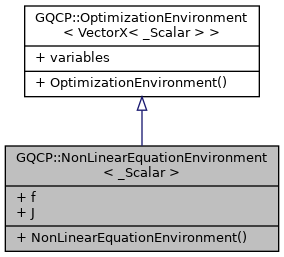 GQCP::OptimizationEnvironment
< VectorX< _Scalar > >
+ variables
+ OptimizationEnvironment()
GQCP::NonLinearEquationEnvironment
< _Scalar >
+ f
+ J
+ NonLinearEquationEnvironment()